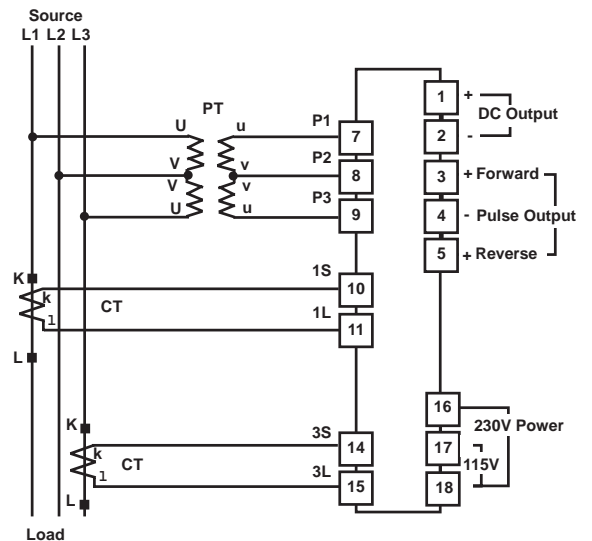 Source
L1 L2 L3
PT
U
u
P1
7
V
v
P2
8
V
v
U
u
P3
9
1
+
DC Output
2
-
3
+ Forward
4
- Pulse Output
5
+ Reverse
K
k
CT
1S
10
l
1L
11
L
K
k
CT
3S
14
l
3L
15
L
16
230V Power
17
115V
18
Load